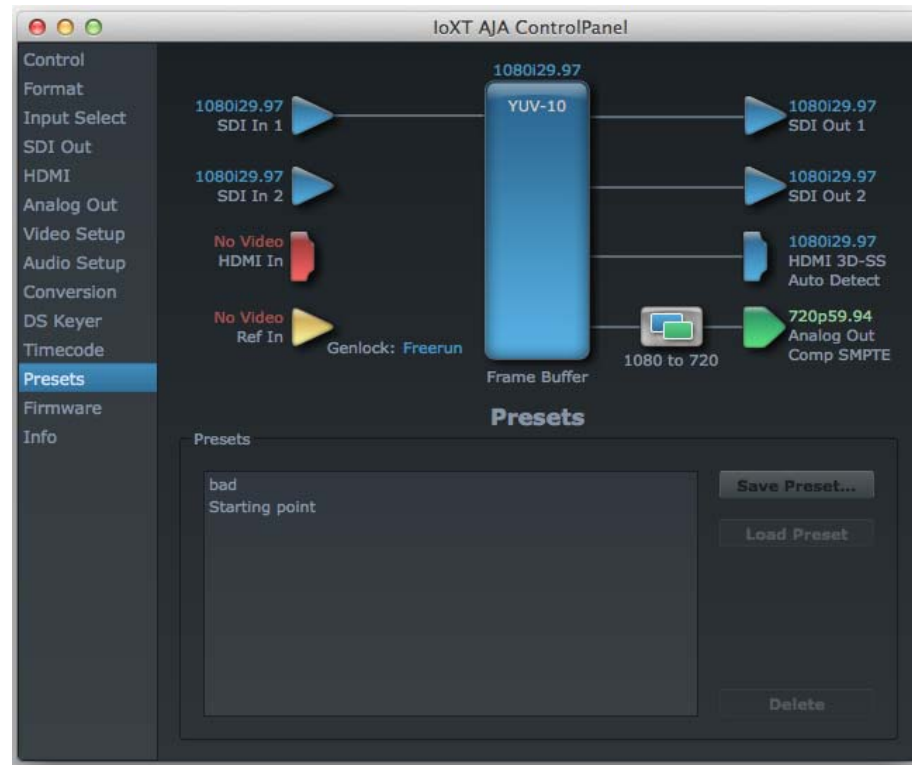 IoXT AJA ControlPanel
Control
Format
Input Select
SDI Out
HDMI
Analog Out
Video Setup
Audio Setup
Conversion
DS Keyer
Timecode
Presets
Firmware
Info
1080i29.97
YUV-10
1080i29.97
SDI In 1
1080i29.97
SDI In 2
No Video
HDMI In
No Video
Ref In
Genlock: Freerun
Frame Buffer
1080i29.97
SDI Out 1
1080i29.97
SDI Out 2
1080i29.97
HDMI 3D-SS
Auto Detect
1080 to 720
720p59.94
Analog Out
Comp SMPTE
Presets
Presets
bad
Starting point
Save Preset...
Load Preset
Delete